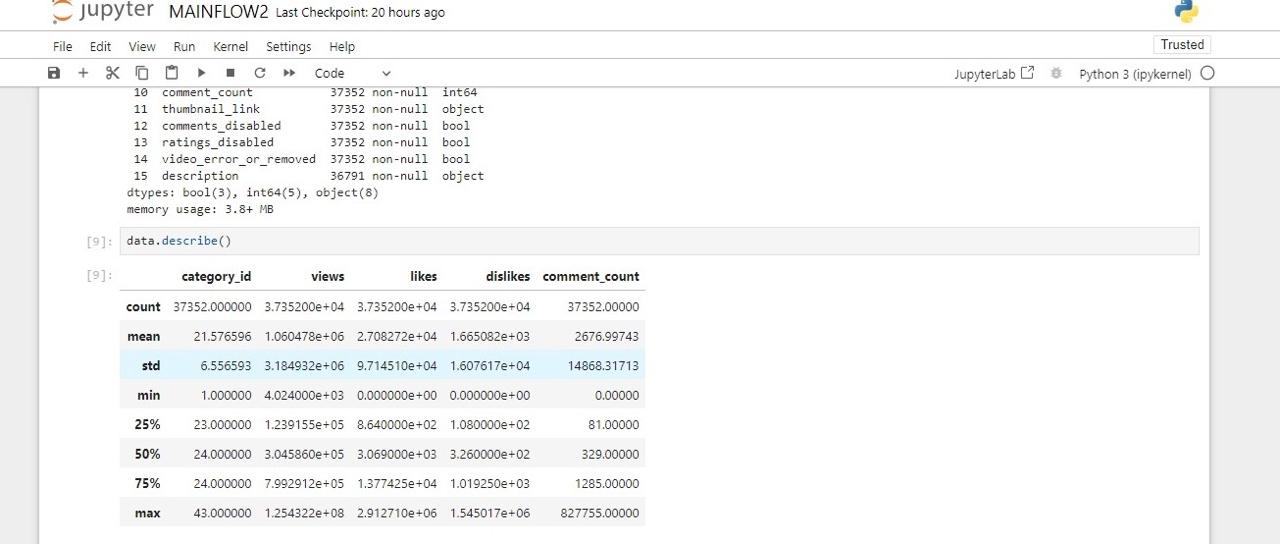 jupyter MAINFLOW2 Last Checkpoint: 20 hours ago
File Edit View Run Kernel Settings Help Trusted
Code JupyterLab Python 3 (ipykernel)
10 comment_count 37352 non-null int64
11 thumbnail_link 37352 non-null object
12 comments_disabled 37352 non-null bool
13 ratings_disabled 37352 non-null bool
14 video_error_or_removed 37352 non-null bool
15 description 36791 non-null object
dtypes: bool(3), int64(5), object(8)
memory usage: 3.8+ MB
[9]: data.describe()
[9]: category_id views likes dislikes comment_count
count 37352.000000 3.735200e+04 3.735200e+04 3.735200e+04 37352.00000
mean 21.576596 1.060478e+06 2.708272e+04 1.665082e+03 2676.99743
std 6.556593 3.184932e+06 9.714510e+04 1.607617e+04 14868.31713
min 1.000000 4.024000e+03 0.000000e+00 0.000000e+00 0.00000
25% 23.000000 1.239155e+05 8.640000e+02 1.080000e+02 81.00000
50% 24.000000 3.045860e+05 3.069000e+03 3.260000e+02 329.00000
75% 24.000000 7.992912e+05 1.377425e+04 1.019250e+03 1285.00000
max 43.000000 1.254322e+08 2.912710e+06 1.545017e+06 827755.00000